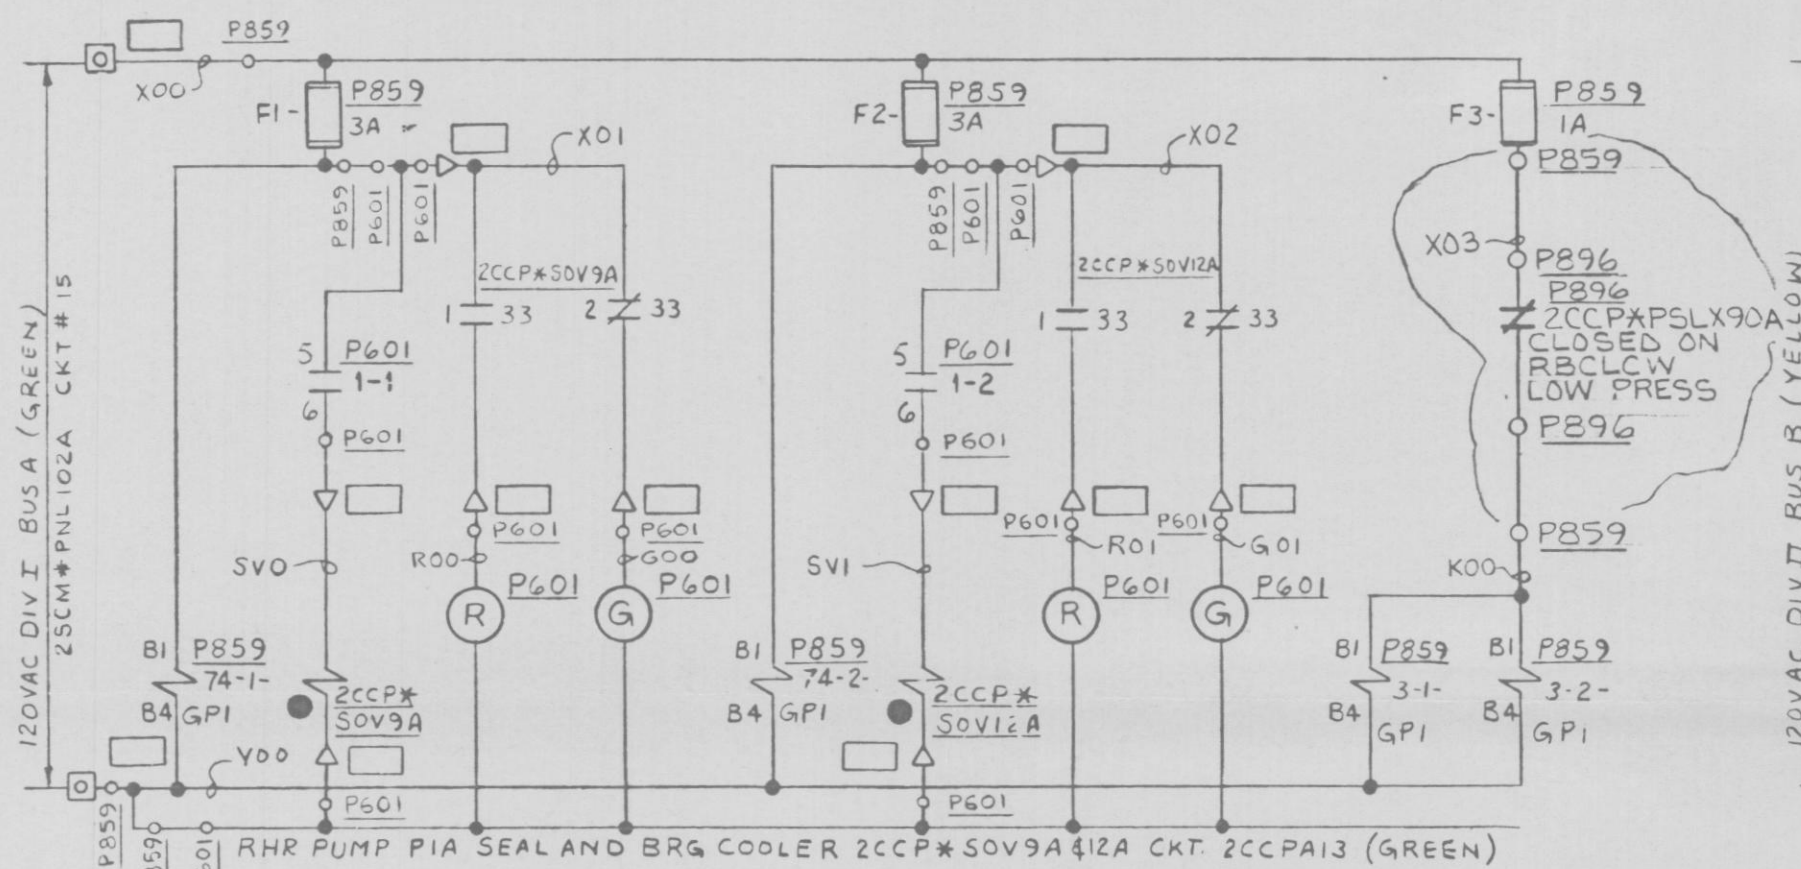 P859
X00
F1-
P859
3A
X01
P859
P601
P601
2CCP*SOV9A
1
33
2
33
5
P601
1-1
6
P601
SV0
P601
R00
P601
R
P601
G00
P601
G
B1
P859
74-1-
B4
GP1
2CCP*
SOV9A
Y00
P601
P859
F2-
P859
3A
X02
P859
P601
P601
2CCP*SOV12A
1
33
2
33
5
P601
1-2
6
P601
SV1
P601
R01
P601
R
P601
G01
P601
G
B1
P859
74-2-
B4
GP1
2CCP*
SOV12A
P601
F3-
P859
1A
P859
X03
P896
P896
2CCP*PSLX90A
CLOSED ON
RBCLCW
LOW PRESS
P896
P859
K00
B1
P859
3-1-
B4
GP1
B1
P859
3-2-
B4
GP1
120VAC DIV I BUS A (GREEN)
2SCM*PNL102A CKT # 15
120VAC DIV II BUS B (YELLOW)
RHR PUMP P1A SEAL AND BRG COOLER 2CCP*SOV9A &12A CKT. 2CCPA13 (GREEN)